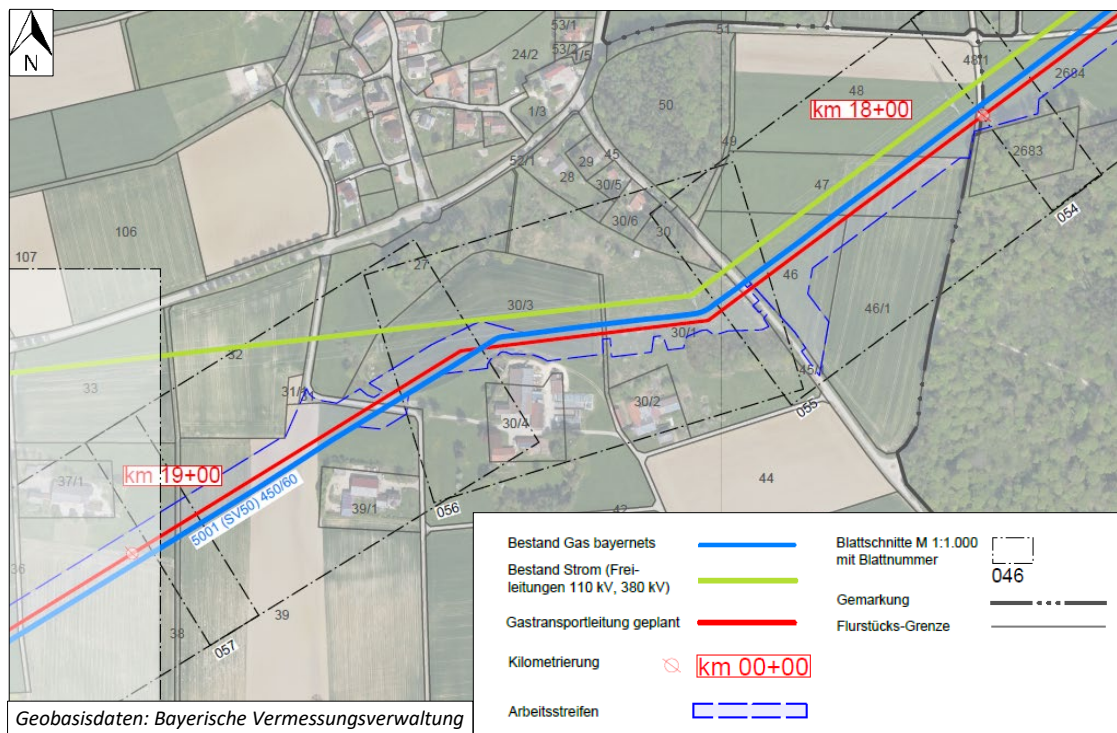 N
53/1
24/2
53/2
1/5
51
48/1
2684
1/3
50
48
km 18+00
52/1
29
45
49
28
30/5
2683
47
106
30/6
30
054
107
27
46
30/3
46/1
32
30/1
33
31/1
45/1
055
30/2
30/4
km 19+00
44
37/1
5001 (SV50) 450/60
39/1
056
42
36
39
38
057
Bestand Gas bayernets
Bestand Strom (Frei-
leitungen 110 kV, 380 kV)
Gastransportleitung geplant
Kilometrierung
km 00+00
Arbeitsstreifen
Blattschnitte M 1:1.000
mit Blattnummer
046
Gemarkung
Flurstücks-Grenze
Geobasisdaten: Bayerische Vermessungsverwaltung